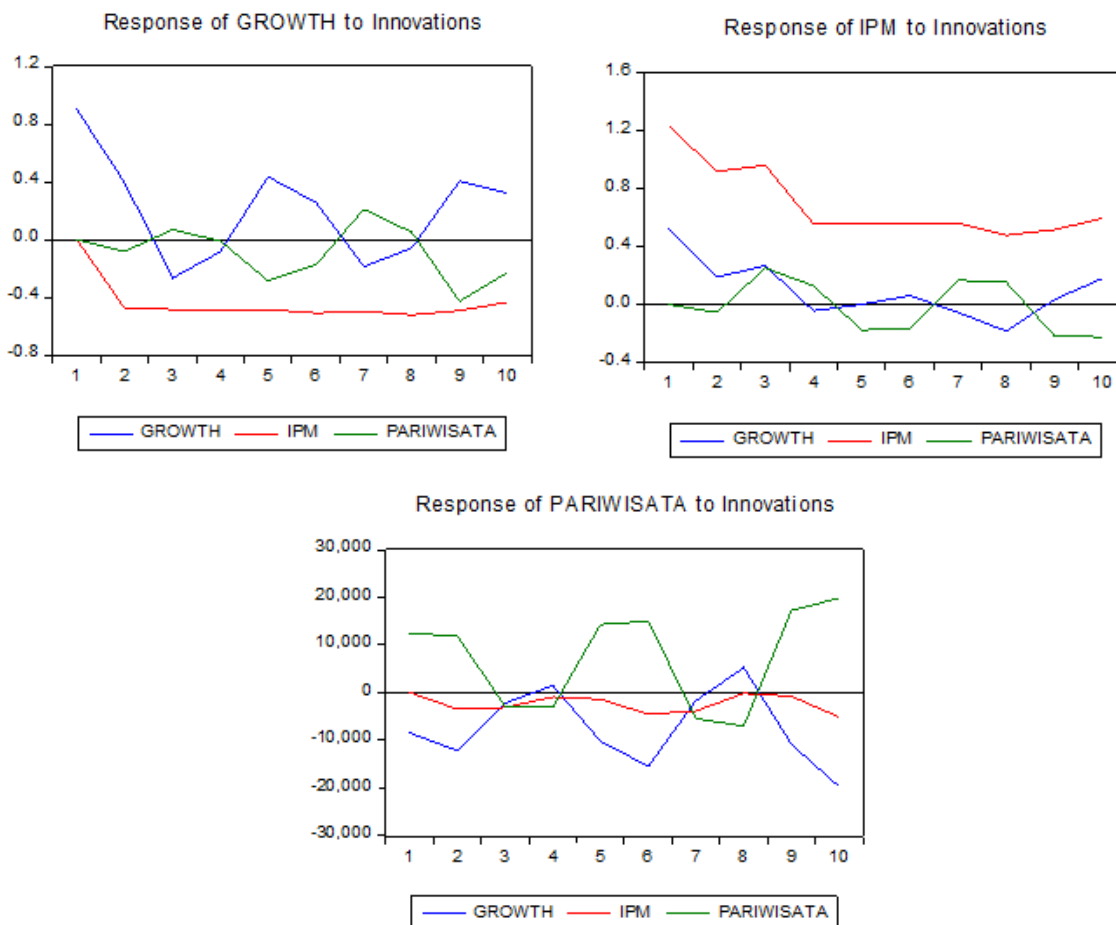 Response of GROWTH to Innovations
1.2
0.8
0.4
0.0
-0.4
-0.8
1 2 3 4 5 6 7 8 9 10
GROWTH IPM PARIWISATA
Response of IPM to Innovations
1.6
1.2
0.8
0.4
0.0
-0.4
1 2 3 4 5 6 7 8 9 10
GROWTH IPM PARIWISATA
Response of PARIWISATA to Innovations
30,000
20,000
10,000
0
-10,000
-20,000
-30,000
1 2 3 4 5 6 7 8 9 10
GROWTH IPM PARIWISATA